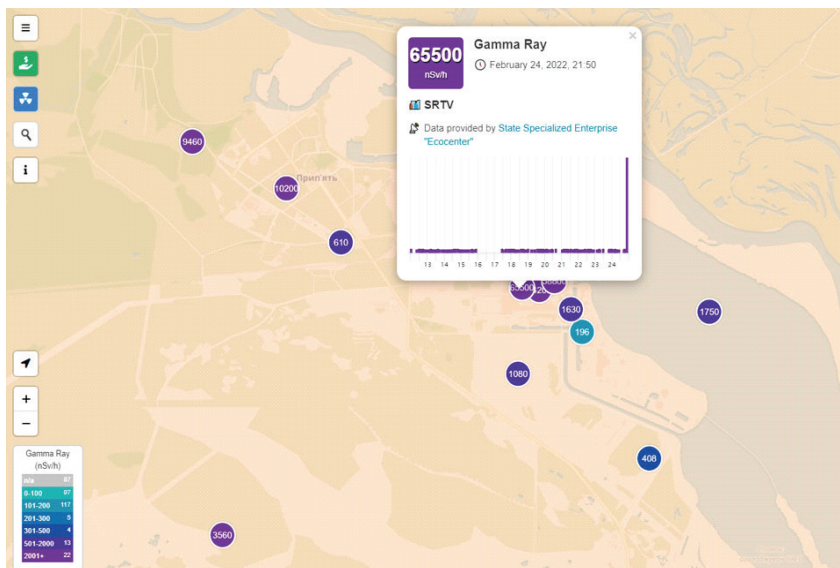 65500
nSv/h
Gamma Ray
February 24, 2022, 21:50
×
SRTV
Data provided by State Specialized Enterprise
"Ecocenter"
13 14 15 16 17 18 19 20 21 22 23 24
9460
10200
Прип'ять
610
65500
1630
196
1750
1080
408
3560
+
−
Gamma Ray
(nSv/h)
n/a 87
0-100 87
101-200 117
201-300 5
301-500 4
501-2000 13
2001+ 22